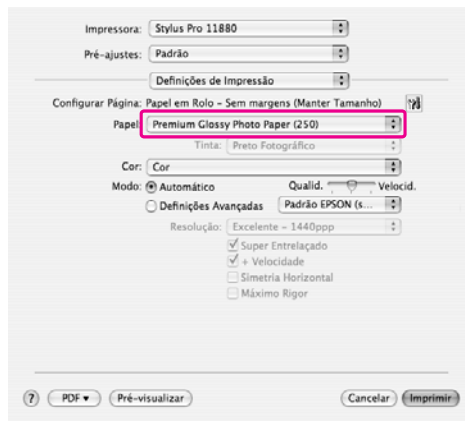 Impressora: Stylus Pro 11880
Pré-ajustes: Padrão
Definições de Impressão
Configurar Página: Papel em Rolo - Sem margens (Manter Tamanho)
Papel: Premium Glossy Photo Paper (250)
Tinta: Preto Fotográfico
Cor: Cor
Modo: Automático Qualid. Velocid.
Definições Avançadas Padrão EPSON (s...
Resolução: Excelente - 1440ppp
Super Entrelaçado
+ Velocidade
Simetria Horizontal
Máximo Rigor
? PDF Pré-visualizar Cancelar Imprimir